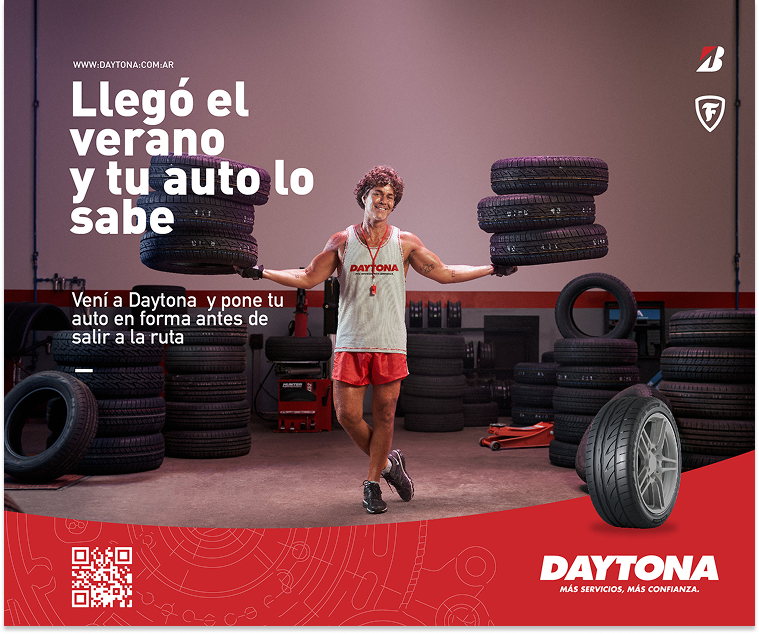 WWW.DAYTONA.COM.AR
Llegó el
verano
y tu auto lo
sabe
Vení a Daytona y pone tu
auto en forma antes de
salir a la ruta
DAYTONA
HUNTER
DAYTONA
MÁS SERVICIOS, MÁS CONFIANZA.